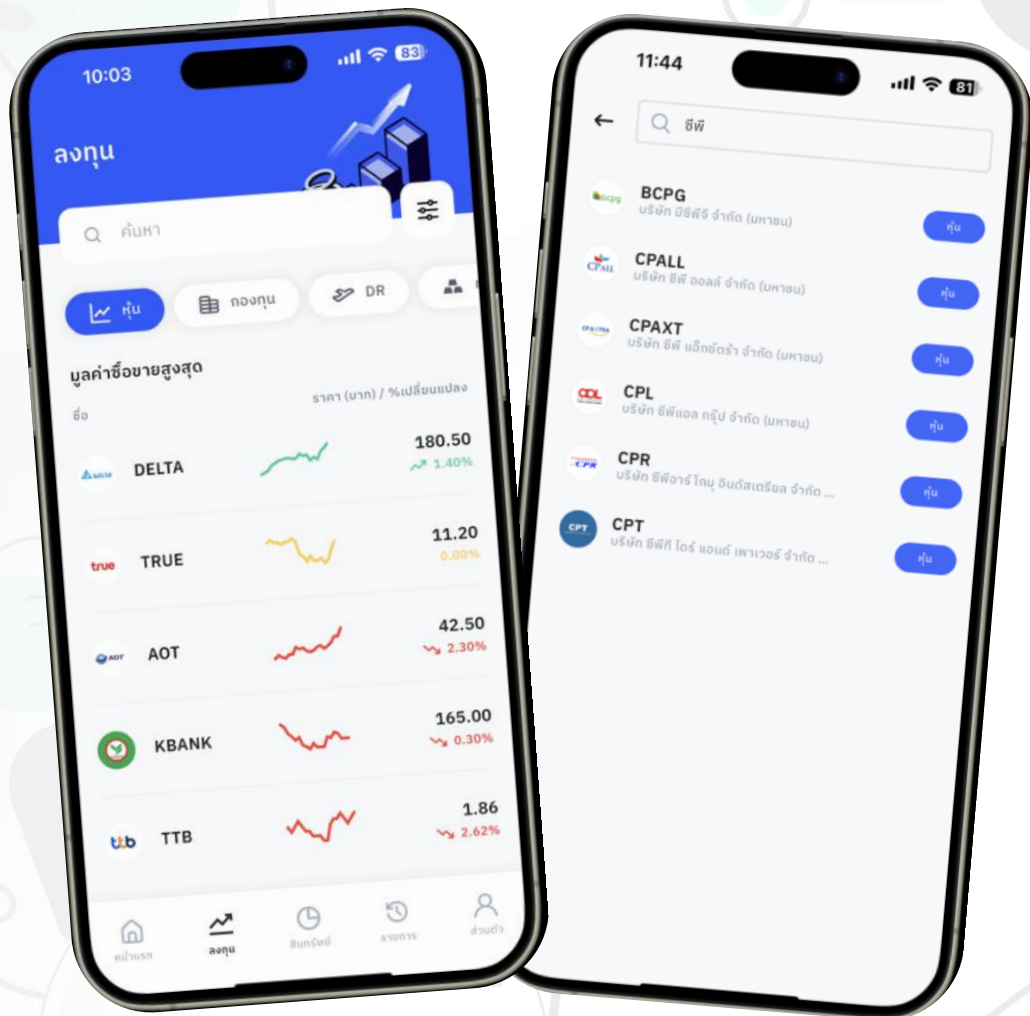 10:03
83
ลงทุน
ค้นหา
หุ้น
กองทุน
DR
มูลค่าซื้อขายสูงสุด
ชื่อ
ราคา (บาท) / %เปลี่ยนแปลง
DELTA
DELTA
180.50
1.40%
true
TRUE
11.20
0.00%
AOT
AOT
42.50
2.30%
KBANK
165.00
0.30%
ttb
TTB
1.86
2.62%
หน้าแรก
ลงทุน
สินทรัพย์
รายการ
ส่วนตัว
11:44
81
ซีพี
bcpg
BCPG
บริษัท บีซีพีจี จำกัด (มหาชน)
หุ้น
CPALL
CPALL
บริษัท ซีพี ออลล์ จำกัด (มหาชน)
หุ้น
CPAXTRA
CPAXT
บริษัท ซีพี แอ็กซ์ตร้า จำกัด (มหาชน)
หุ้น
CPL
บริษัท ซีพีแอล กรุ๊ป จำกัด (มหาชน)
หุ้น
CPR
CPR
บริษัท ซีพีอาร์ โกมุ อินดัสเตรียล จำกัด ...
หุ้น
CPT
CPT
บริษัท ซีพีที ไดร์ แอนด์ เพาเวอร์ จำกัด ...
หุ้น